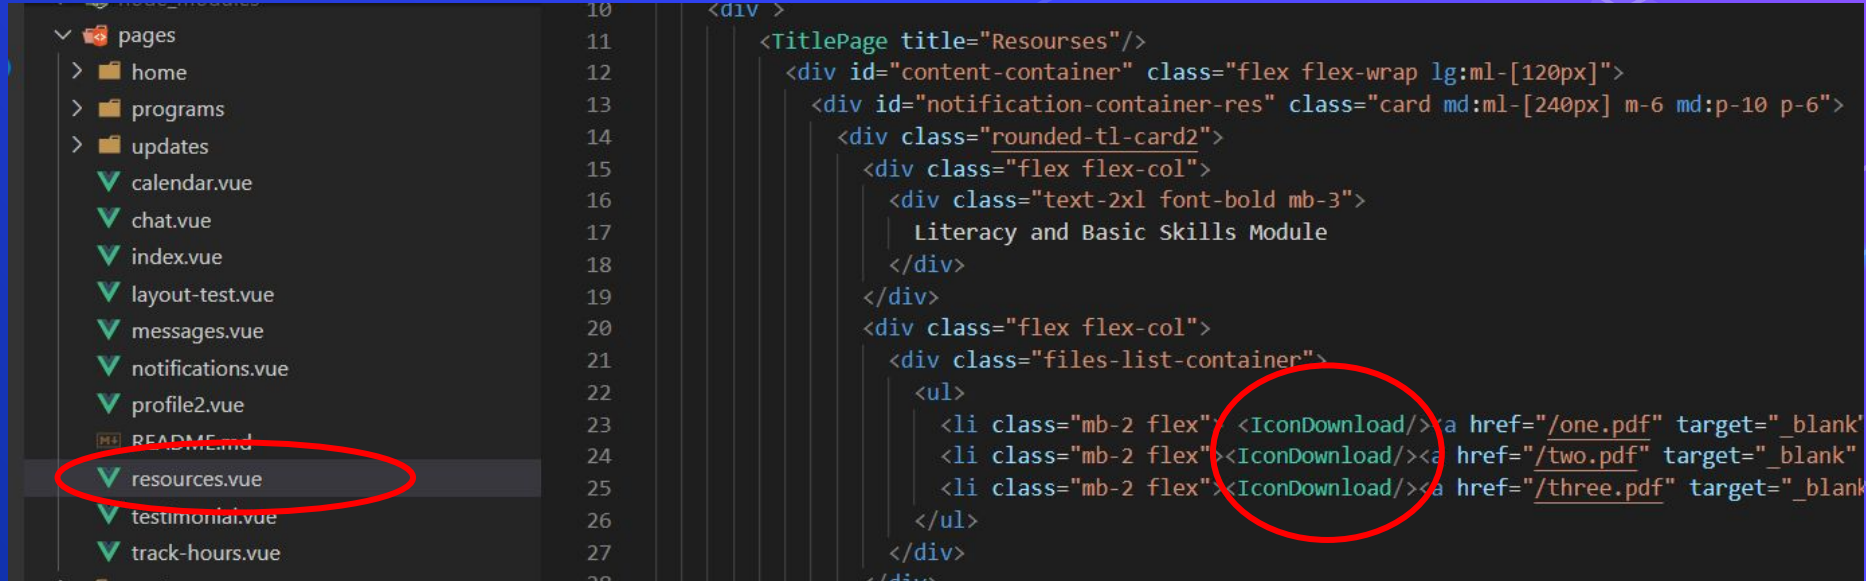 node_modules
pages
home
programs
updates
calendar.vue
chat.vue
index.vue
layout-test.vue
messages.vue
notifications.vue
profile2.vue
README.md
resources.vue
testimonial.vue
track-hours.vue
10 <div >
11 <TitlePage title="Resourses"/>
12 <div id="content-container" class="flex flex-wrap lg:ml-[120px]">
13 <div id="notification-container-res" class="card md:ml-[240px] m-6 md:p-10 p-6">
14 <div class="rounded-tl-card2">
15 <div class="flex flex-col">
16 <div class="text-2xl font-bold mb-3">
17 Literacy and Basic Skills Module
18 </div>
19 </div>
20 <div class="flex flex-col">
21 <div class="files-list-container">
22 <ul>
23 <li class="mb-2 flex"> <IconDownload/><a href="/one.pdf" target="_blank"
24 <li class="mb-2 flex"><IconDownload/><a href="/two.pdf" target="_blank"
25 <li class="mb-2 flex"><IconDownload/><a href="/three.pdf" target="_blank
26 </ul>
27 </div>
28 </div>